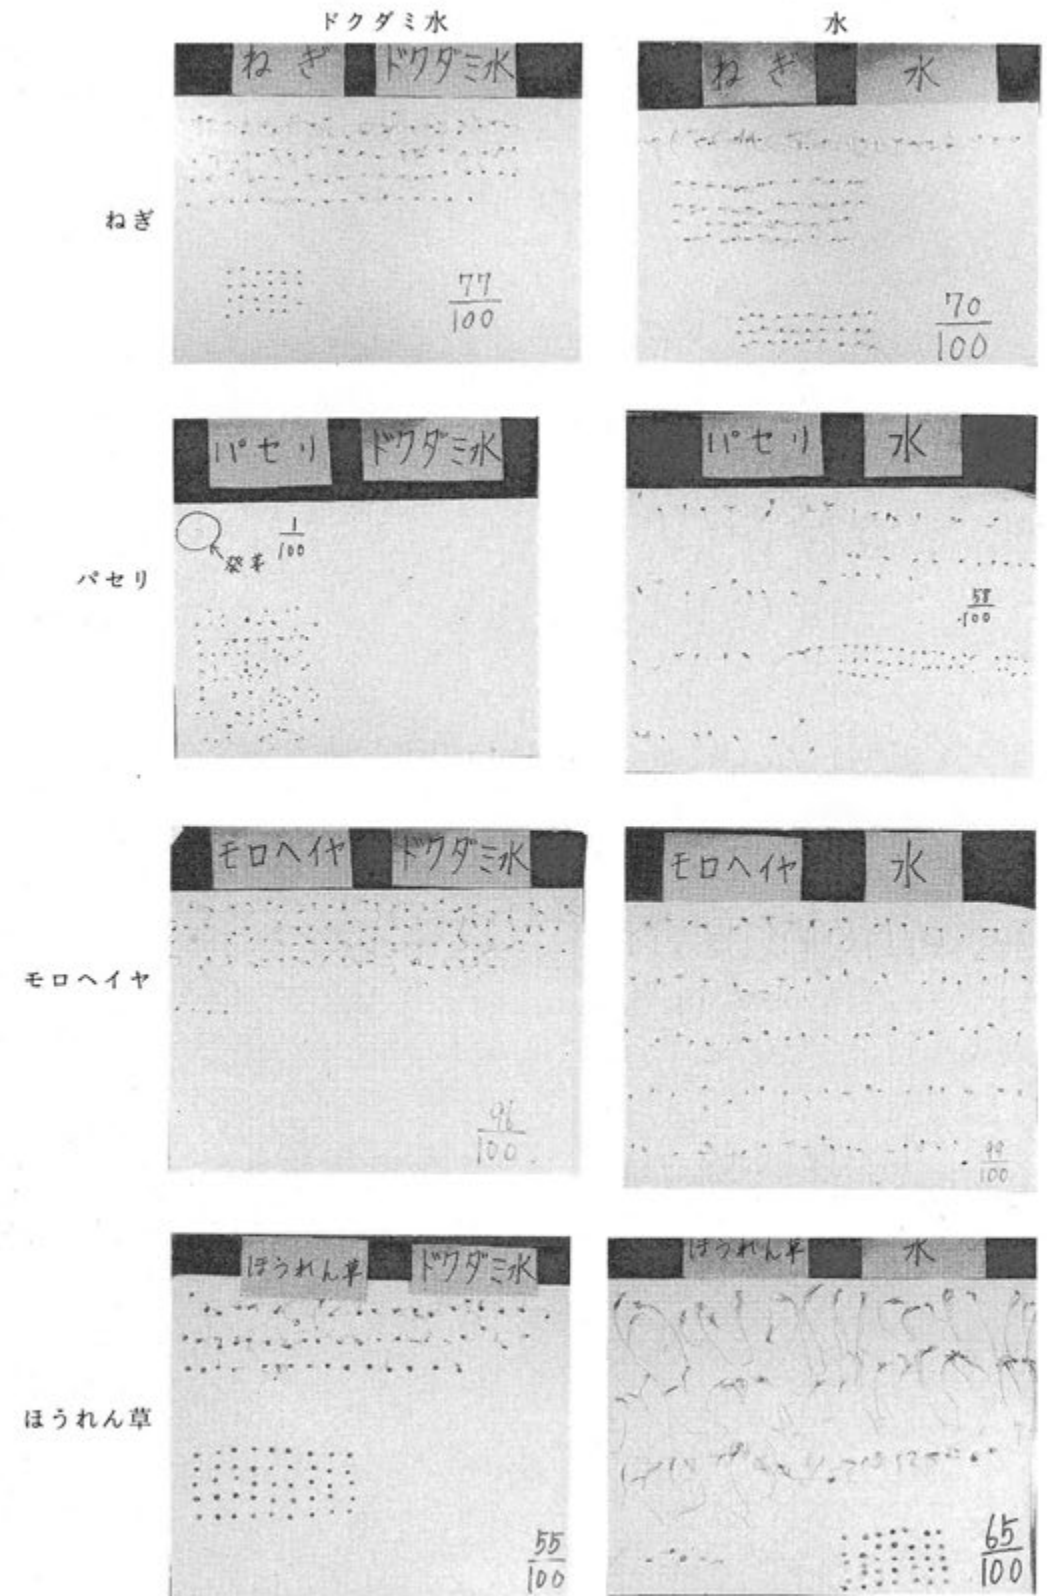 ドクダミ水
水
ねぎ
ねぎ ドクダミ水
77
100
ねぎ 水
70
100
パセリ
パセリ ドクダミ水
1
100
発芽
パセリ 水
58
100
モロヘイヤ
モロヘイヤ ドクダミ水
96
100
モロヘイヤ 水
99
100
ほうれん草
ほうれん草 ドクダミ水
55
100
ほうれん草 水
65
100